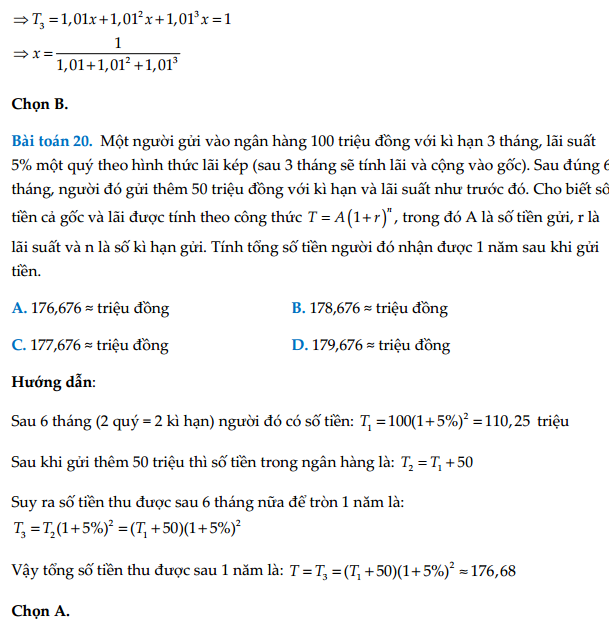 ⇒ T₃ = 1,01x + 1,01²x + 1,01³x = 1
⇒ x = 1 / (1,01 + 1,01² + 1,01³)
Chọn B.
Bài toán 20. Một người gửi vào ngân hàng 100 triệu đồng với kì hạn 3 tháng, lãi suất
5% một quý theo hình thức lãi kép (sau 3 tháng sẽ tính lãi và cộng vào gốc). Sau đúng 6
tháng, người đó gửi thêm 50 triệu đồng với kì hạn và lãi suất như trước đó. Cho biết số
tiền cả gốc và lãi được tính theo công thức T = A(1+r)ⁿ, trong đó A là số tiền gửi, r là
lãi suất và n là số kì hạn gửi. Tính tổng số tiền người đó nhận được 1 năm sau khi gửi
tiền.
A. 176,676 ≈ triệu đồng B. 178,676 ≈ triệu đồng
C. 177,676 ≈ triệu đồng D. 179,676 ≈ triệu đồng
Hướng dẫn:
Sau 6 tháng (2 quý = 2 kì hạn) người đó có số tiền: T₁ = 100(1+5%)² = 110,25 triệu
Sau khi gửi thêm 50 triệu thì số tiền trong ngân hàng là: T₂ = T₁ + 50
Suy ra số tiền thu được sau 6 tháng nữa để tròn 1 năm là:
T₃ = T₂(1+5%)² = (T₁ + 50)(1+5%)²
Vậy tổng số tiền thu được sau 1 năm là: T = T₃ = (T₁ + 50)(1+5%)² ≈ 176,68
Chọn A.